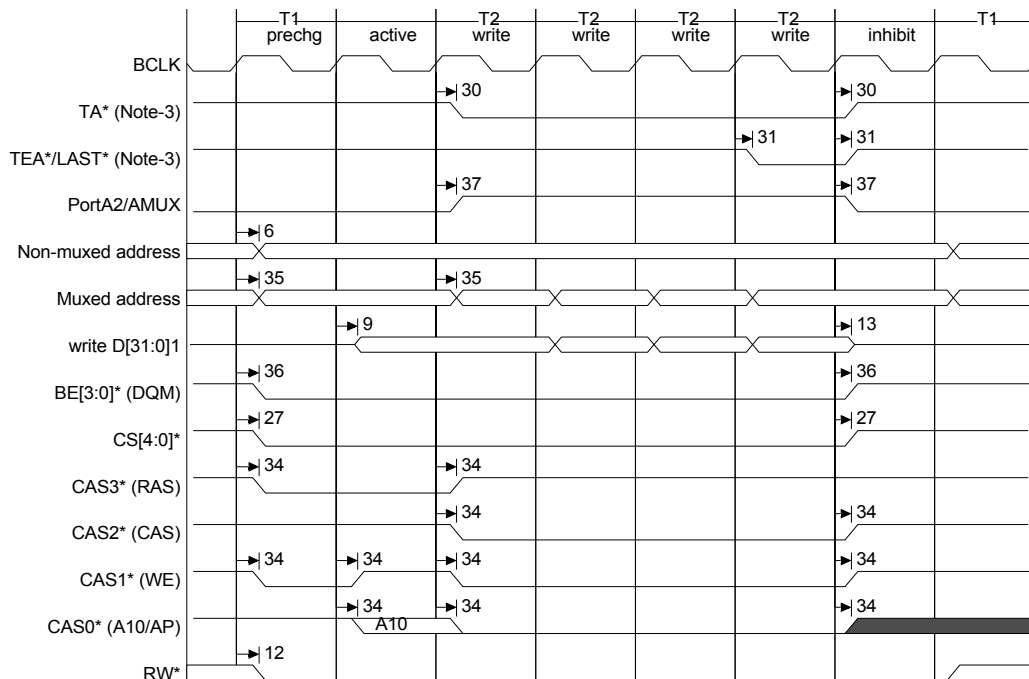 T1 T2 T2 T2 T2 T1
prechg active write write write write inhibit
BCLK
30 30
TA* (Note-3)
31 31
TEA*/LAST* (Note-3)
37 37
PortA2/AMUX
6
Non-muxed address
35 35
Muxed address
9 13
write D[31:0]1
36 36
BE[3:0]* (DQM)
27 27
CS[4:0]*
34 34
CAS3* (RAS)
34 34
CAS2* (CAS)
34 34 34 34
CAS1* (WE)
34 34 34
CAS0* (A10/AP) A10
12
RW*